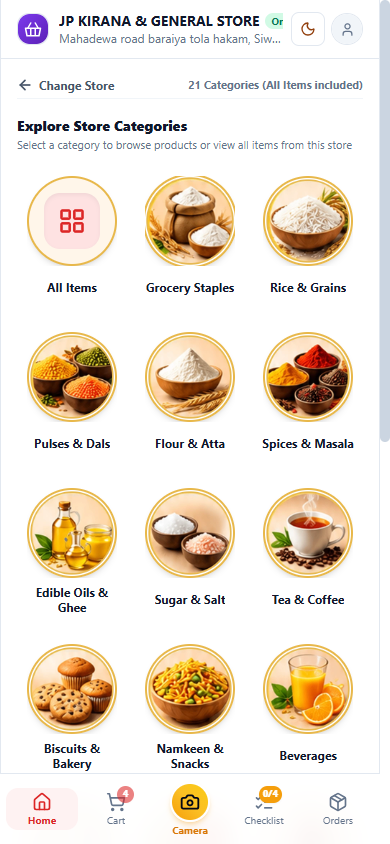 JP KIRANA & GENERAL STORE
Mahadewa road baraiya tola hakam, Siw...
Change Store
21 Categories (All Items included)
Explore Store Categories
Select a category to browse products or view all items from this store
All Items
Grocery Staples
Rice & Grains
Pulses & Dals
Flour & Atta
Spices & Masala
Edible Oils &
Ghee
Sugar & Salt
Tea & Coffee
Biscuits &
Bakery
Namkeen &
Snacks
Beverages
4
0/4
Home
Cart
Camera
Checklist
Orders